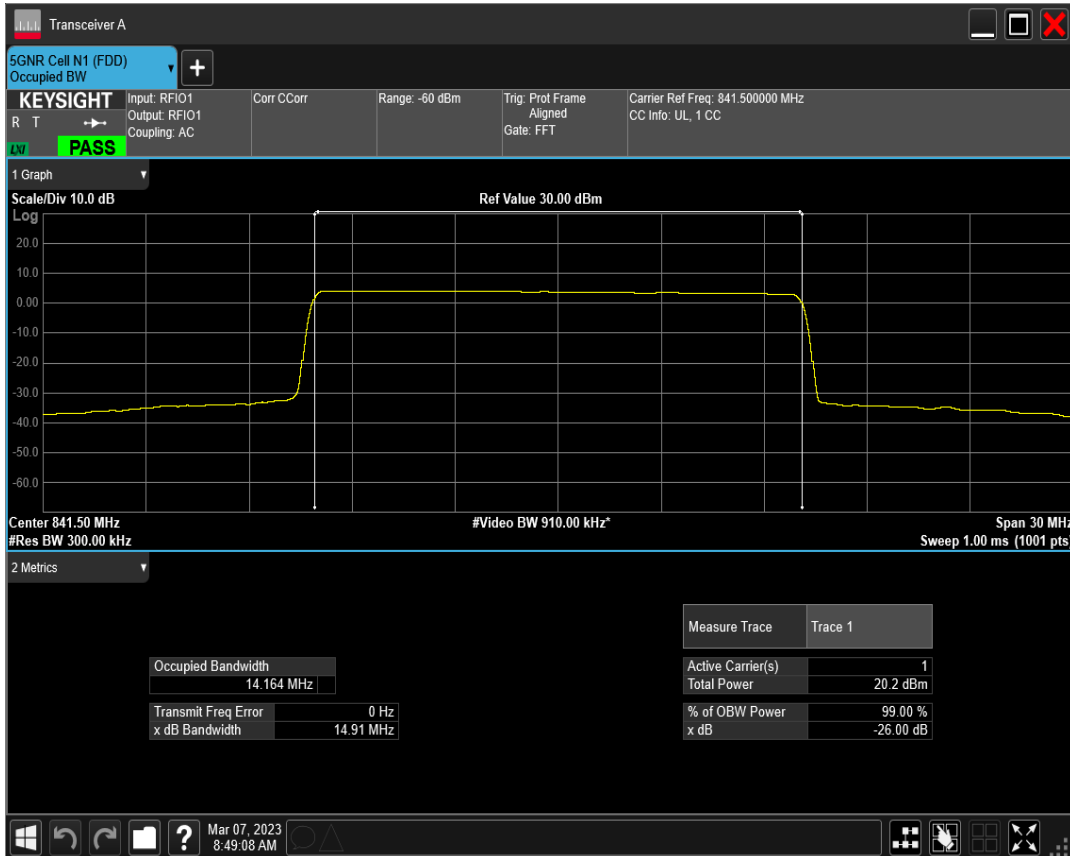 Transceiver A
5GNR Cell N1 (FDD)
Occupied BW
+
KEYSIGHT
R T
LXI
PASS
Input: RFIO1
Output: RFIO1
Coupling: AC
Corr CCorr
Range: -60 dBm
Trig: Prot Frame
Aligned
Gate: FFT
Carrier Ref Freq: 841.500000 MHz
CC Info: UL, 1 CC
1 Graph
Scale/Div 10.0 dB
Ref Value 30.00 dBm
Log
20.0
10.0
0.00
-10.0
-20.0
-30.0
-40.0
-50.0
-60.0
Center 841.50 MHz
#Video BW 910.00 kHz*
Span 30 MHz
#Res BW 300.00 kHz
Sweep 1.00 ms (1001 pts)
2 Metrics
Measure Trace Trace 1
Occupied Bandwidth
14.164 MHz
Active Carrier(s) 1
Total Power 20.2 dBm
Transmit Freq Error 0 Hz
x dB Bandwidth 14.91 MHz
% of OBW Power 99.00 %
x dB -26.00 dB
?
Mar 07, 2023
8:49:08 AM